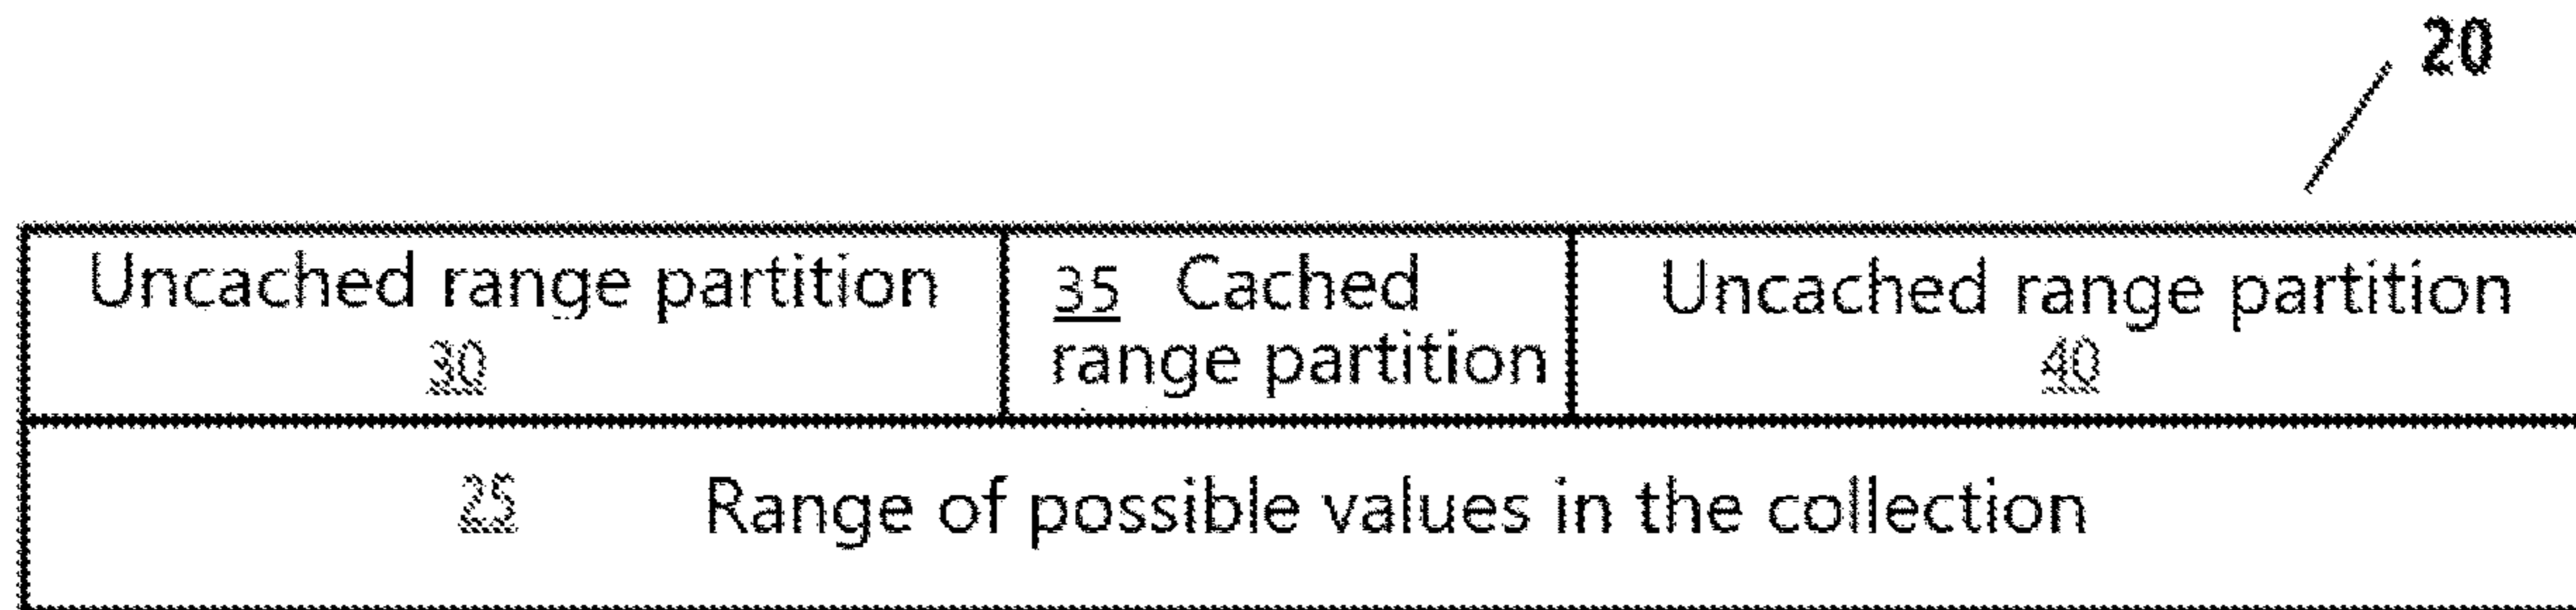 20
Uncached range partition
30
35 Cached
range partition
Uncached range partition
40
25 Range of possible values in the collection